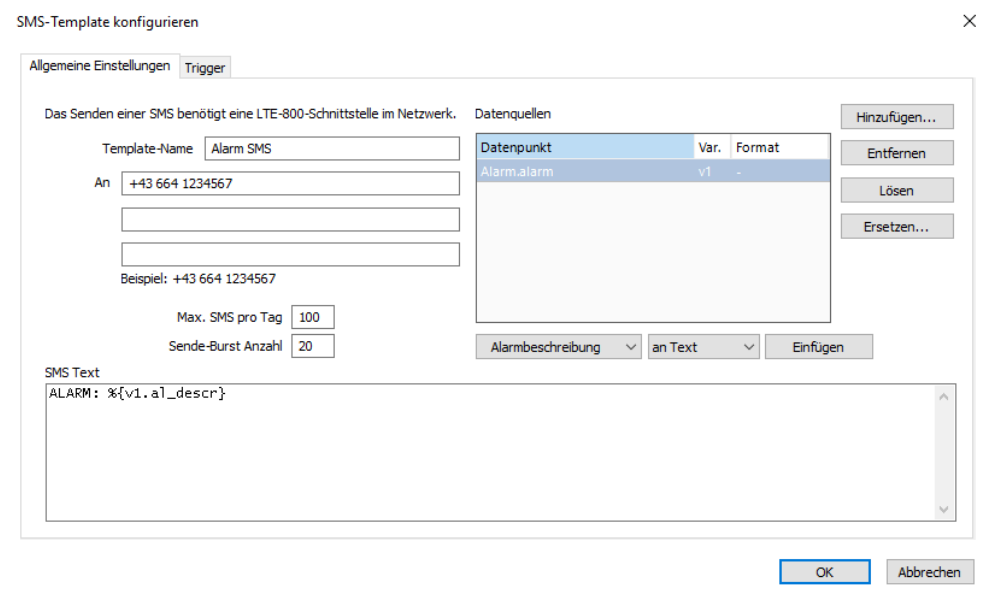 SMS-Template konfigurieren
Allgemeine Einstellungen
Trigger
Das Senden einer SMS benötigt eine LTE-800-Schnittstelle im Netzwerk.
Template-Name
Alarm SMS
An
+43 664 1234567
Beispiel: +43 664 1234567
Max. SMS pro Tag
100
Sende-Burst Anzahl
20
Datenquellen
Datenpunkt
Var.
Format
Alarm.alarm
v1
-
Hinzufügen...
Entfernen
Lösen
Ersetzen...
Alarmbeschreibung
an Text
Einfügen
SMS Text
ALARM: %{v1.al_descr}
OK
Abbrechen